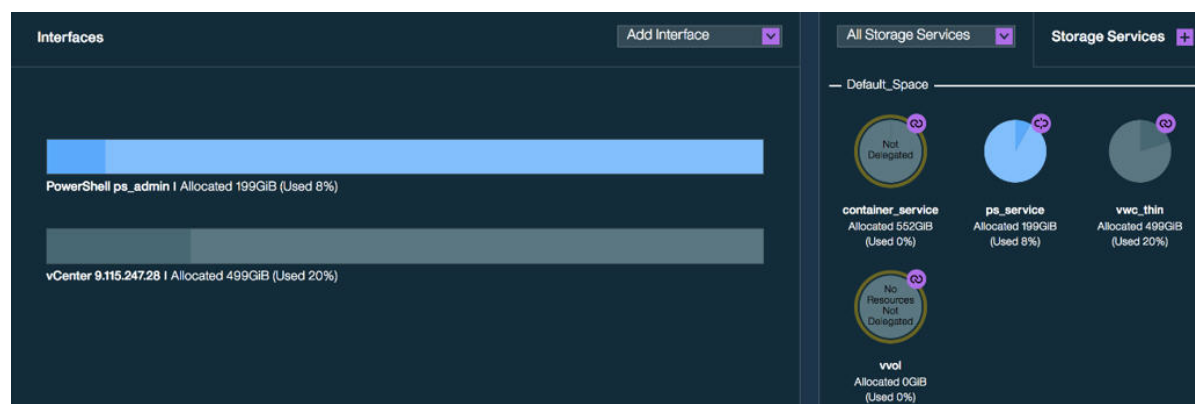 Interfaces
Add Interface
PowerShell ps_admin | Allocated 199GiB (Used 8%)
vCenter 9.115.247.28 | Allocated 499GiB (Used 20%)
All Storage Services
Storage Services
Default_Space
Not
Delegated
container_service
Allocated 552GiB
(Used 0%)
ps_service
Allocated 199GiB
(Used 8%)
vwc_thin
Allocated 499GiB
(Used 20%)
No
Resources
Not
Delegated
vvol
Allocated 0GiB
(Used 0%)